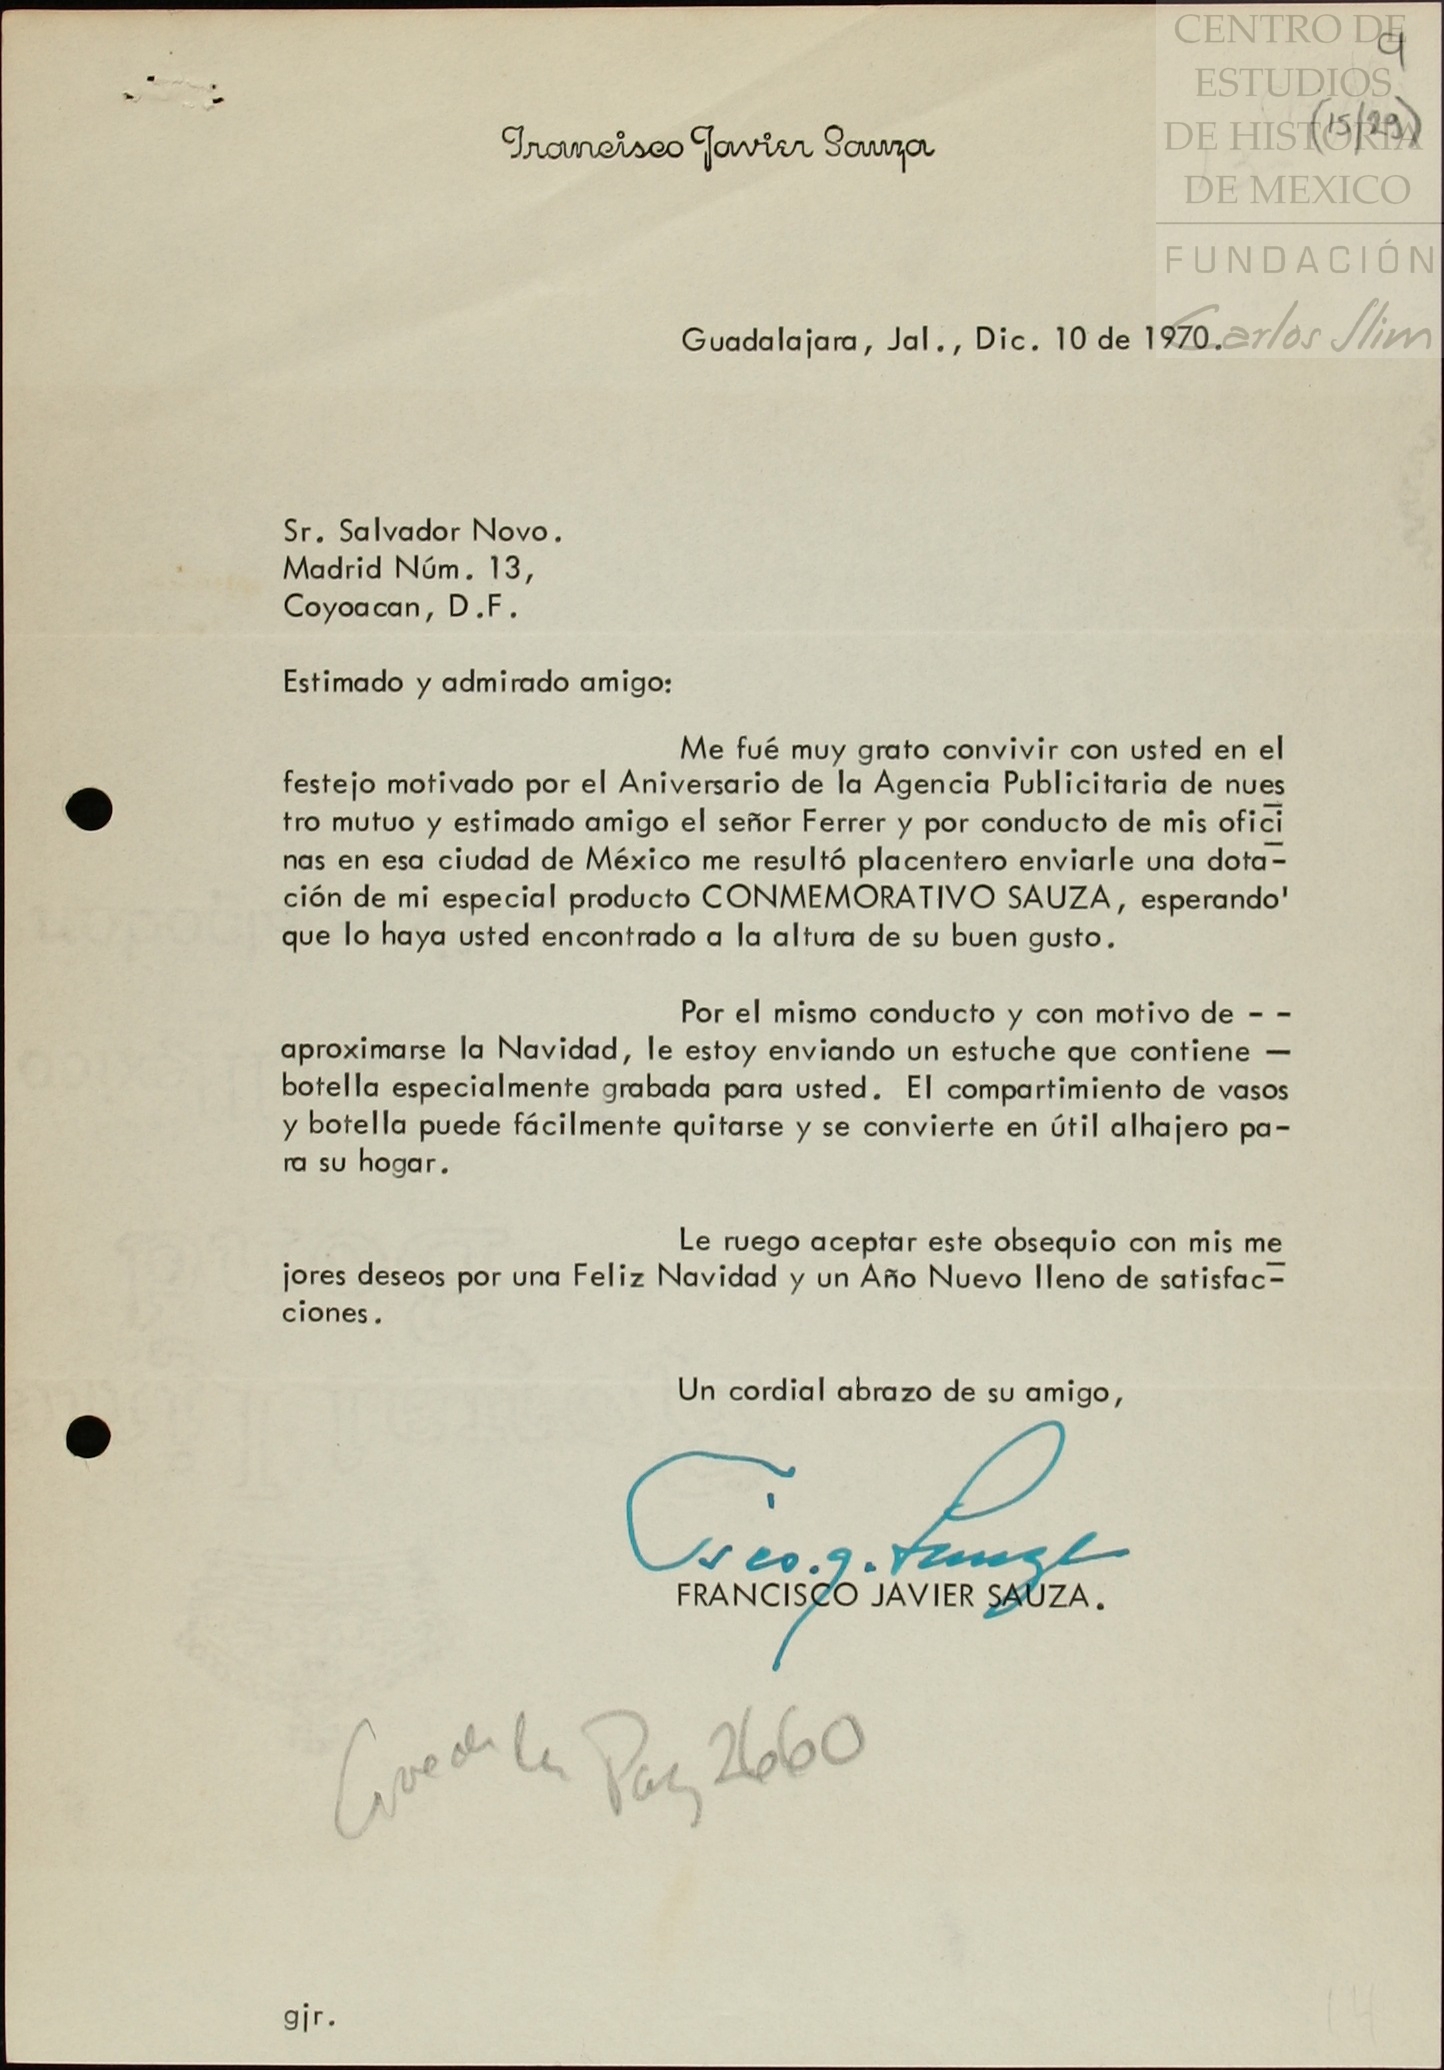 CENTRO DE
ESTUDIOS
DE HISTORIA
DE MEXICO
FUNDACIÓN
Carlos Slim
9
(15/29)
Francisco Javier Sauza
Guadalajara, Jal., Dic. 10 de 1970.
Sr. Salvador Novo.
Madrid Núm. 13,
Coyoacan, D.F.
Estimado y admirado amigo:
Me fué muy grato convivir con usted en el
festejo motivado por el Aniversario de la Agencia Publicitaria de nues
tro mutuo y estimado amigo el señor Ferrer y por conducto de mis ofici
nas en esa ciudad de México me resultó placentero enviarle una dota-
ción de mi especial producto CONMEMORATIVO SAUZA, esperando'
que lo haya usted encontrado a la altura de su buen gusto.
Por el mismo conducto y con motivo de - -
aproximarse la Navidad, le estoy enviando un estuche que contiene —
botella especialmente grabada para usted. El compartimiento de vasos
y botella puede fácilmente quitarse y se convierte en útil alhajero pa-
ra su hogar.
Le ruego aceptar este obsequio con mis me
jores deseos por una Feliz Navidad y un Año Nuevo lleno de satisfac-
ciones.
Un cordial abrazo de su amigo,
Fsco. J. Sauza
FRANCISCO JAVIER SAUZA.
de la Paz 2660
gjr.
14